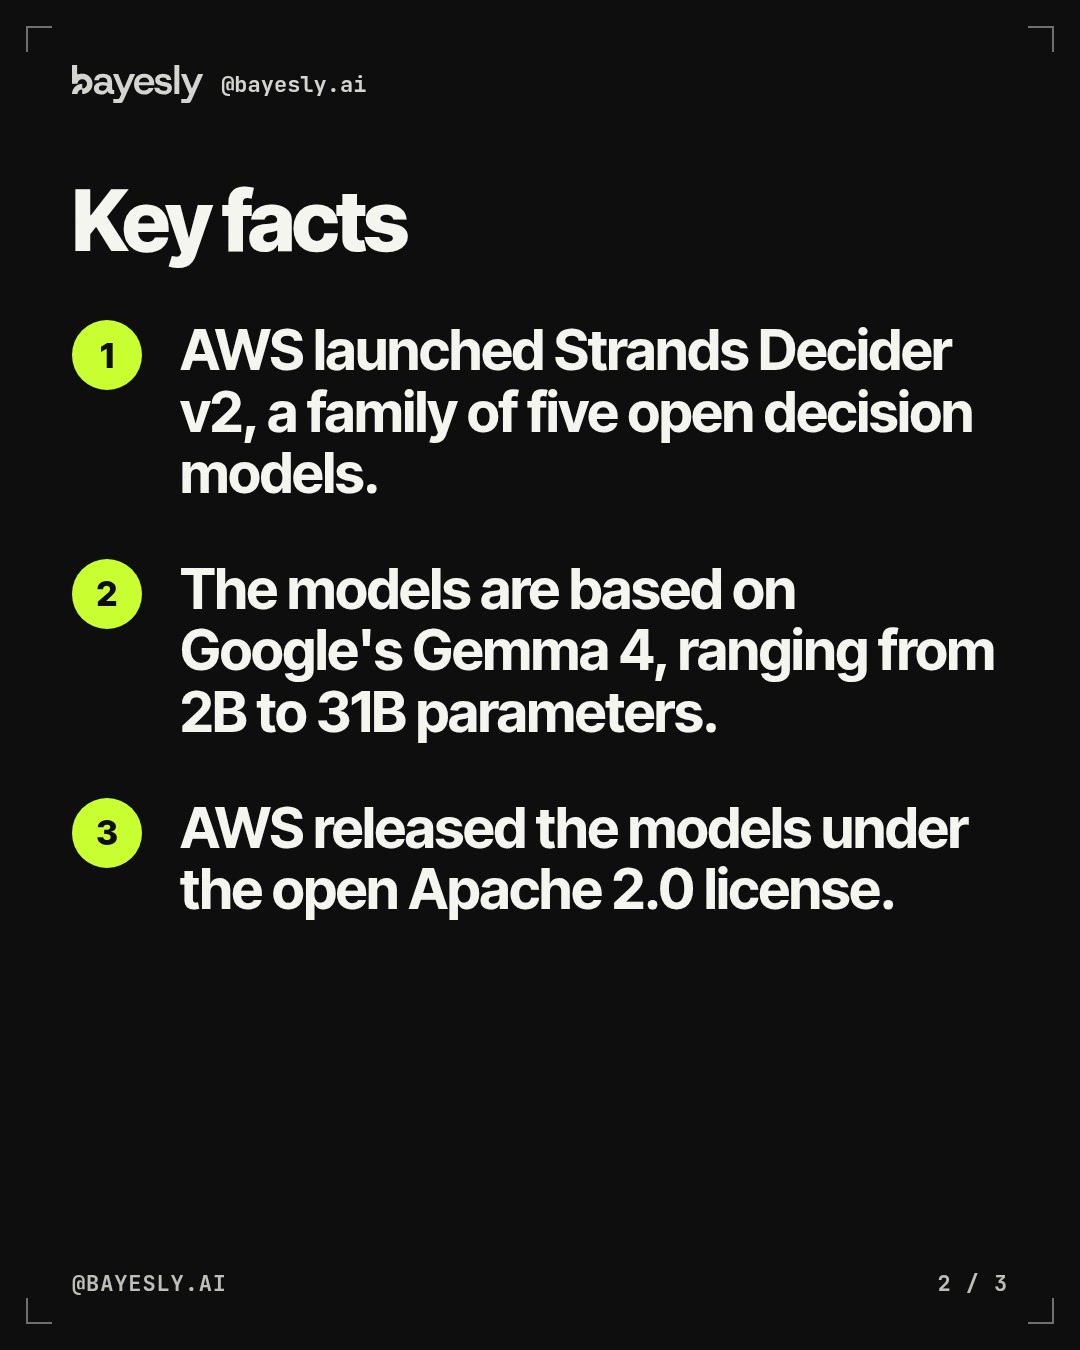 bayesly @bayesly.ai
Key facts
1 AWS launched Strands Decider
v2, a family of five open decision
models.
2 The models are based on
Google's Gemma 4, ranging from
2B to 31B parameters.
3 AWS released the models under
the open Apache 2.0 license.
@BAYESLY.AI 2 / 3